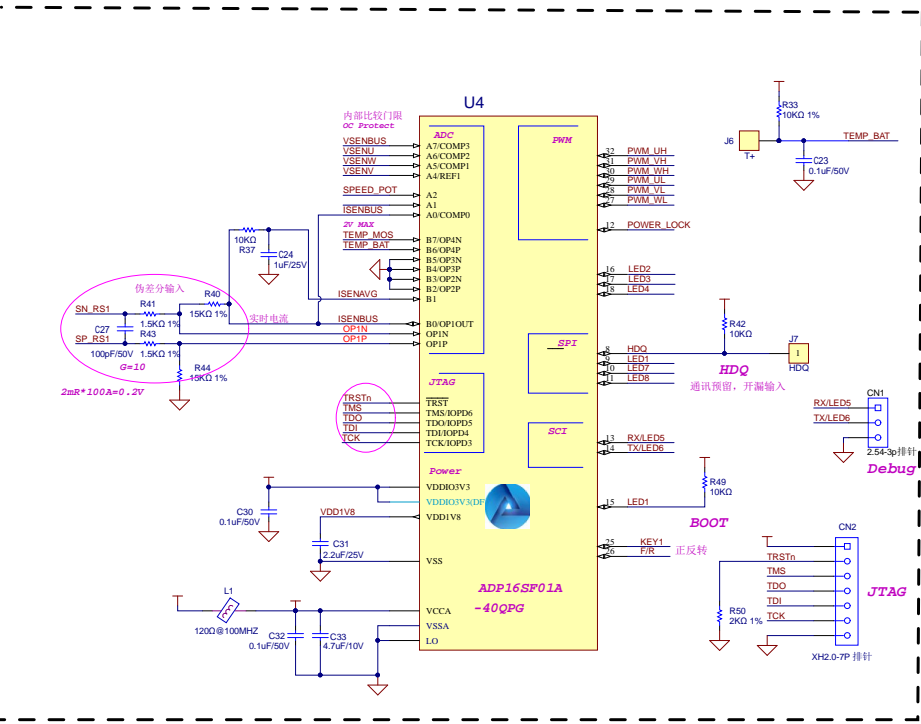 U4
内部比较门限
OC Protect
ADC
PWM
VSENBUS
A7/COMP3
VSENU
A6/COMP2
VSENW
A5/COMP1
VSENV
A4/REF1
SPEED_POT
A2
A1
ISENBUS
A0/COMP0
2V MAX
TEMP_MOS
B7/OP4N
TEMP_BAT
B6/OP4P
B5/OP3N
B4/OP3P
B3/OP2N
B2/OP2P
ISENAVG
B1
ISENBUS
B0/OP1OUT
OP1N
OP1N
OP1P
OP1P
10KΩ
R37
C24
1uF/25V
伪差分输入
SN_RS1
R41
1.5KΩ 1%
R40
15KΩ 1%
实时电流
C27
100pF/50V
SP_RS1
R43
1.5KΩ 1%
G=10
R44
15KΩ 1%
2mR*100A=0.2V
JTAG
TRSTn
TRST
TMS
TMS/IOPD6
TDO
TDO/IOPD5
TDI
TDI/IOPD4
TCK
TCK/IOPD3
Power
VDDIO3V3
VDDIO3V3(DF
VDD1V8
VDD1V8
C30
0.1uF/50V
C31
2.2uF/25V
VSS
ADP16SF01A
-40QPG
L1
120Ω@100MHZ
C32
0.1uF/50V
C33
4.7uF/10V
VCCA
VSSA
LO
32 PWM_UH
31 PWM_VH
30 PWM_WH
29 PWM_UL
28 PWM_VL
27 PWM_WL
12 POWER_LOCK
16 LED2
17 LED3
18 LED4
SPI
8 HDQ
9 LED1
10 LED7
11 LED8
SCI
13 RX/LED5
14 TX/LED6
15 LED1
25 KEY1
26 F/R
正反转
R33
10KΩ 1%
J6
T+
TEMP_BAT
C23
0.1uF/50V
R42
10KΩ
J7
1
HDQ
HDQ
通讯预留，开漏输入
CN1
RX/LED5
TX/LED6
2.54-3p排针
Debug
R49
10KΩ
BOOT
CN2
TRSTn
TMS
TDO
TDI
TCK
JTAG
R50
2KΩ 1%
XH2.0-7P 排针